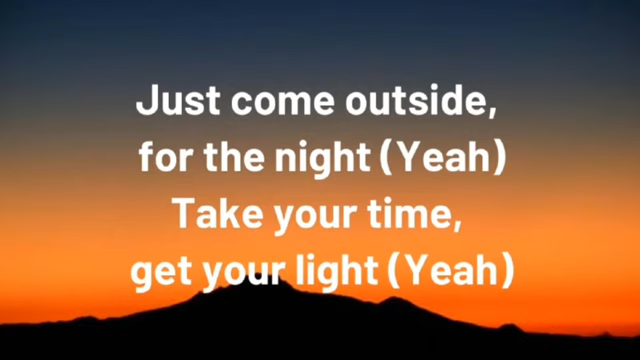 Just come outside,
for the night (Yeah)
Take your time,
get your light (Yeah)